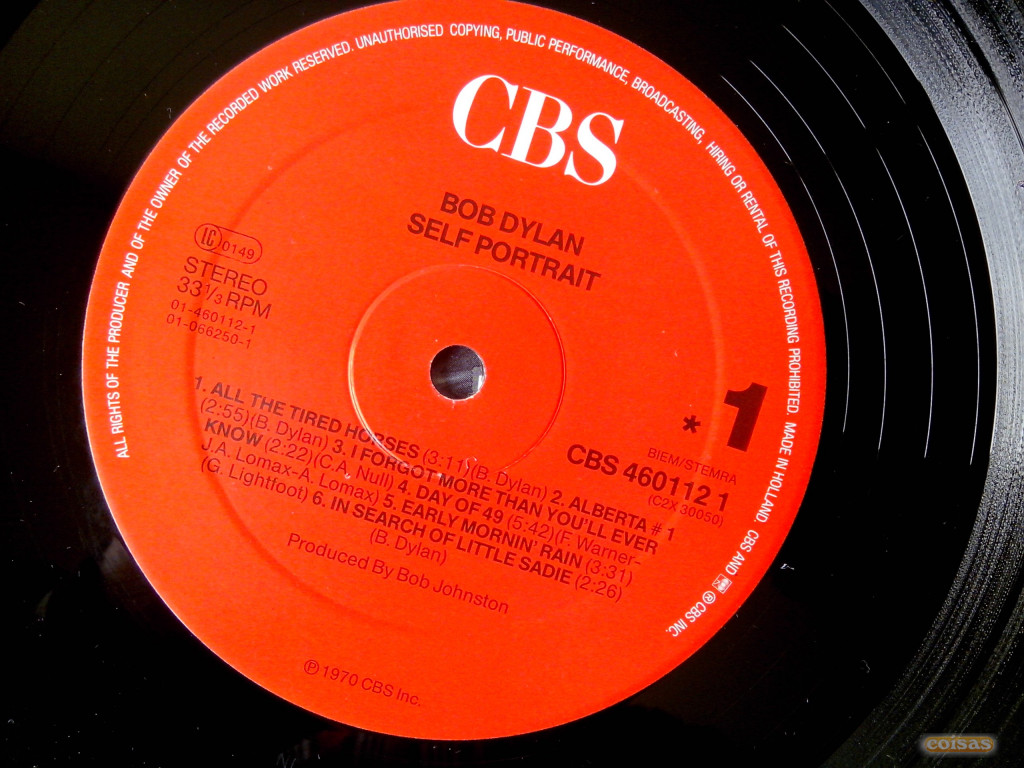 ALL RIGHTS OF THE PRODUCER AND OF THE OWNER OF THE RECORDED WORK RESERVED. UNAUTHORISED COPYING, PUBLIC PERFORMANCE, BROADCASTING, HIRING OR RENTAL OF THIS RECORDING PROHIBITED. MADE IN HOLLAND. CBS AND ® CBS INC.
CBS
BOB DYLAN
SELF PORTRAIT
LC 0149
STEREO
33 1/3 RPM
01-460112-1
01-066250-1
* 1
BIEM/STEMRA
CBS 460112 1
(C2X 30050)
1. ALL THE TIRED HORSES (3:11)(B. Dylan) 2. ALBERTA # 1
(2:55)(B. Dylan) 3. I FORGOT MORE THAN YOU'LL EVER
KNOW (2:22)(C.A. Null) 4. DAY OF 49 (5:42)(F. Warner–
J.A. Lomax–A. Lomax) 5. EARLY MORNIN' RAIN (3:31)
(G. Lightfoot) 6. IN SEARCH OF LITTLE SADIE (2:26)
(B. Dylan)
Produced By Bob Johnston
℗ 1970 CBS Inc.
coisas